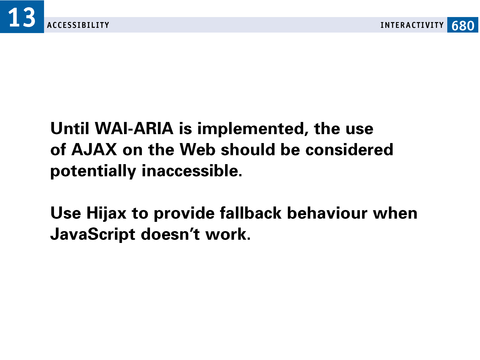 13 ACCESSIBILITY INTERACTIVITY 680
Until WAI-ARIA is implemented, the use
of AJAX on the Web should be considered
potentially inaccessible.
Use Hijax to provide fallback behaviour when
JavaScript doesn’t work.